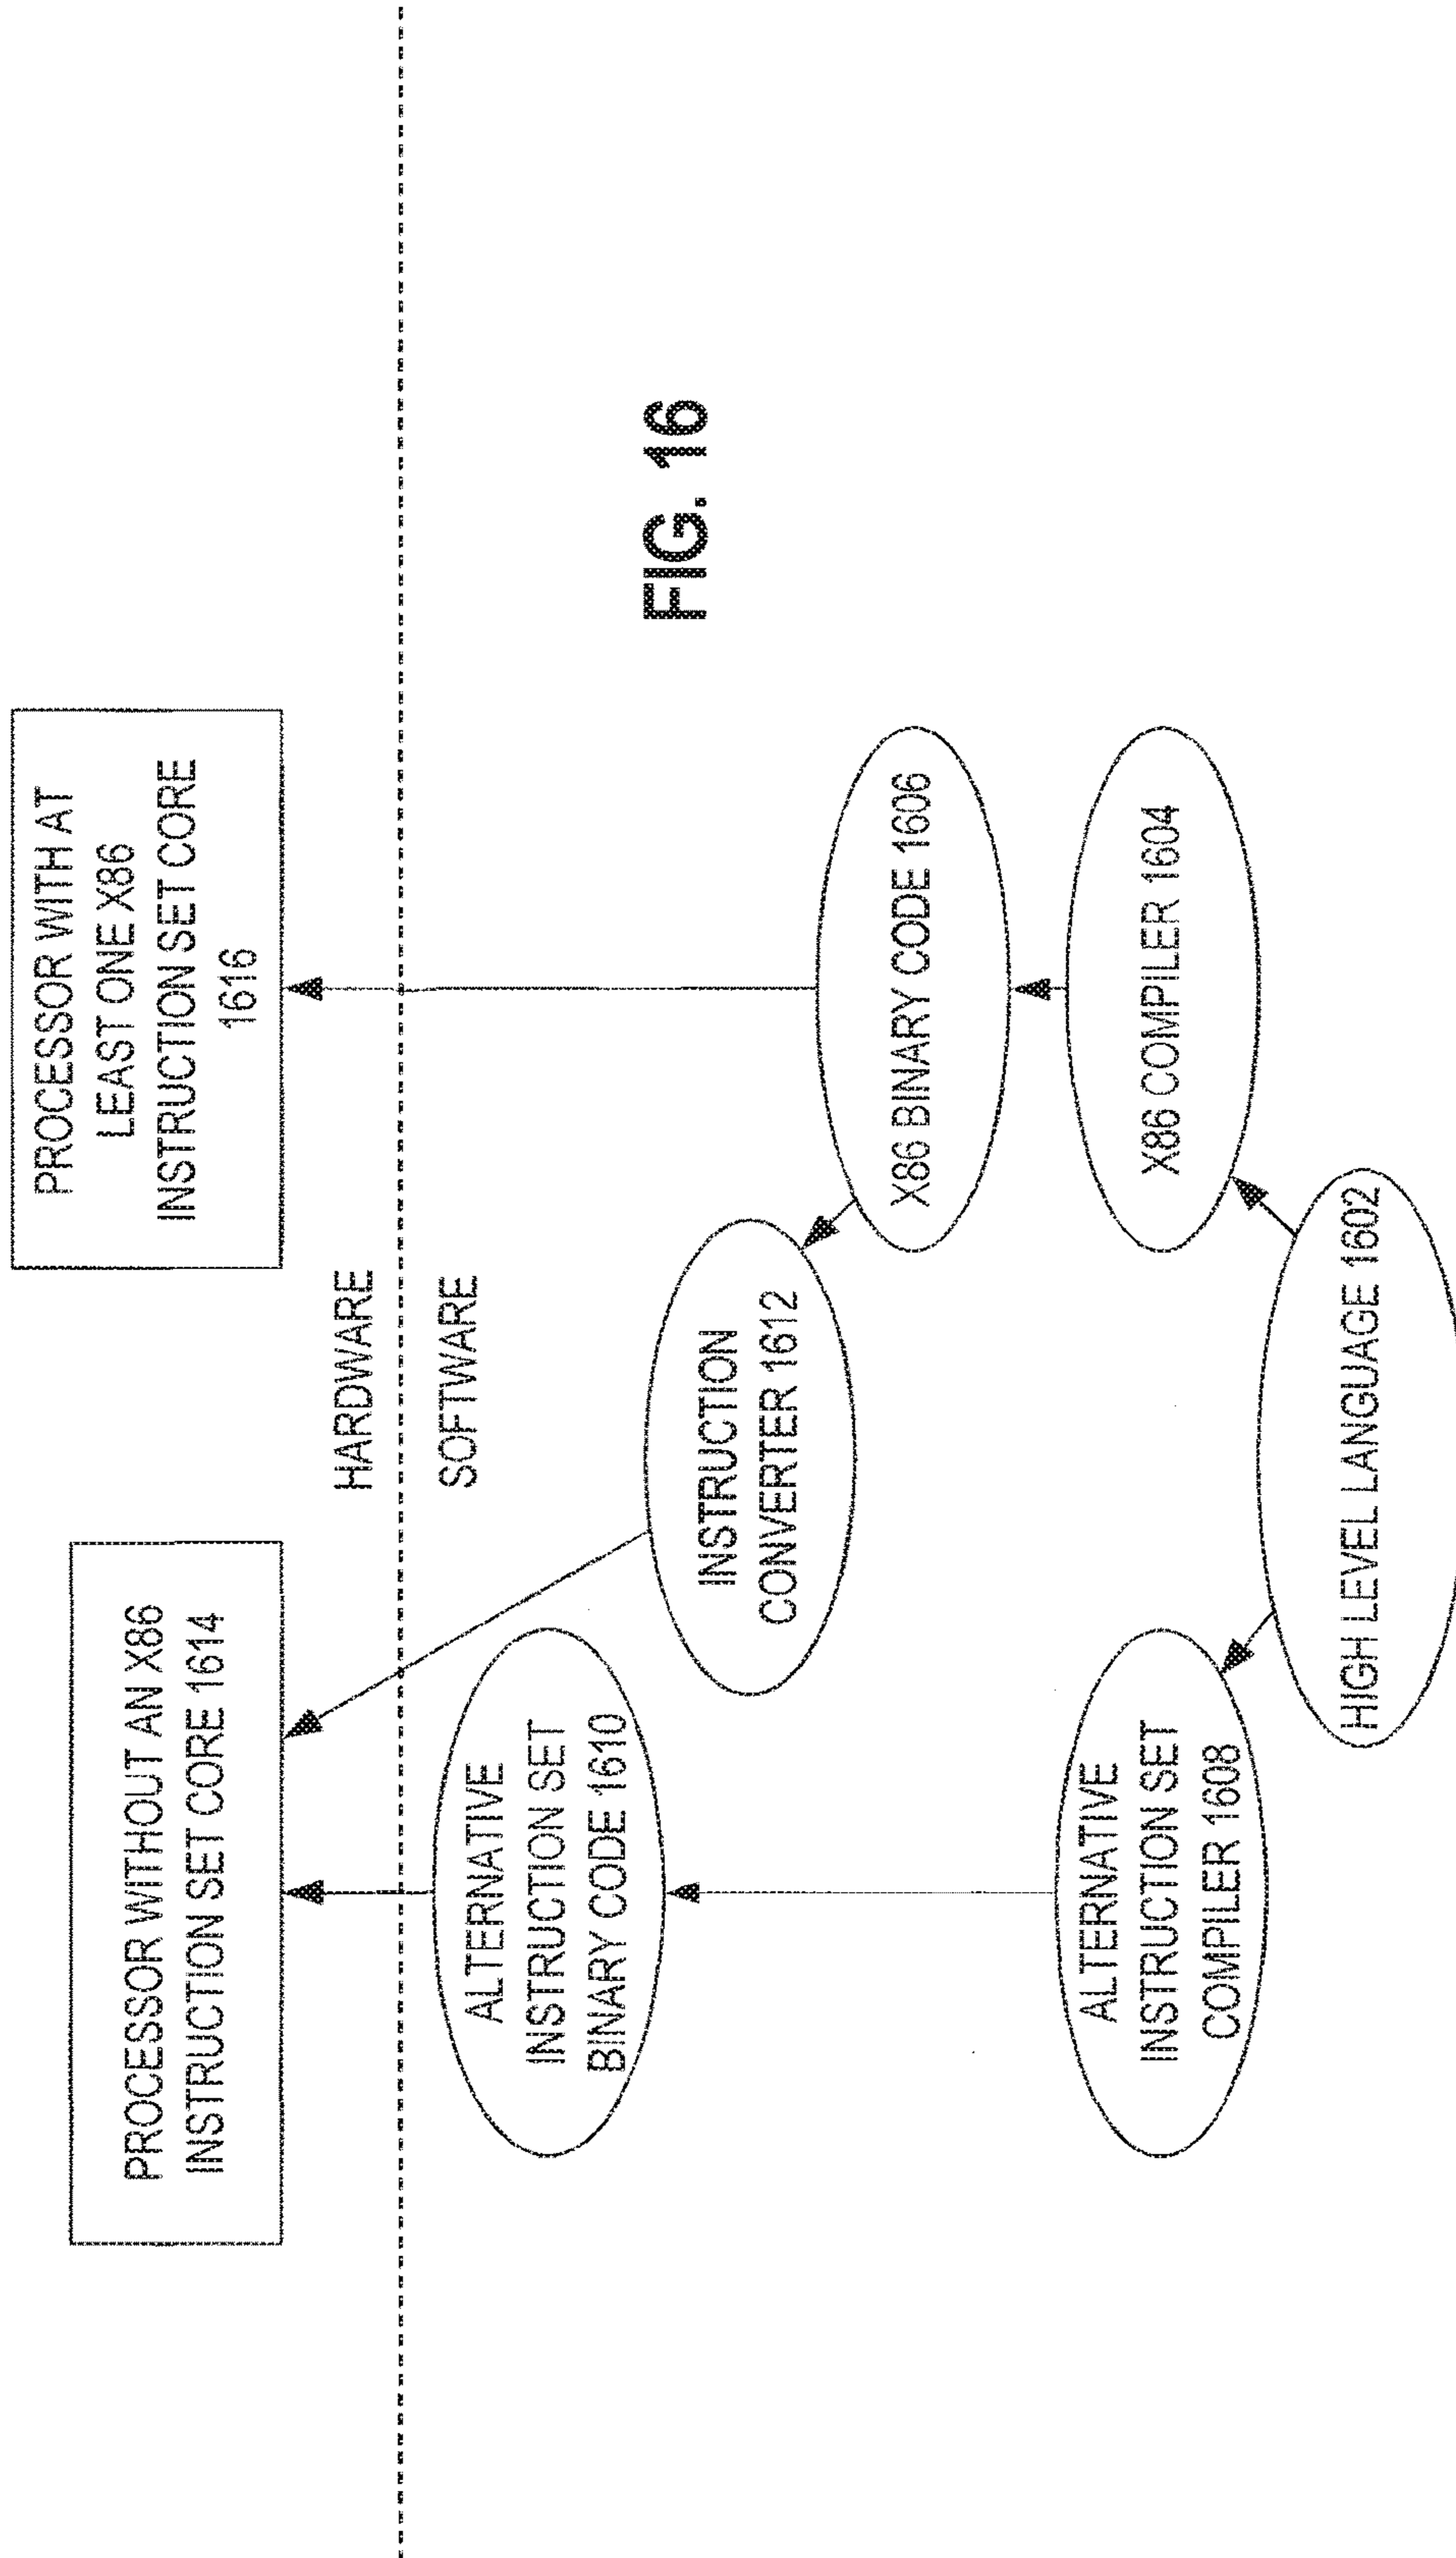 PROCESSOR WITHOUT AN X86
INSTRUCTION SET CORE 1614
PROCESSOR WITH AT
LEAST ONE X86
INSTRUCTION SET CORE
1616
HARDWARE
SOFTWARE
ALTERNATIVE
INSTRUCTION SET
BINARY CODE 1610
INSTRUCTION
CONVERTER 1612
FIG. 16
X86 BINARY CODE 1606
ALTERNATIVE
INSTRUCTION SET
COMPILER 1608
X86 COMPILER 1604
HIGH LEVEL LANGUAGE 1602